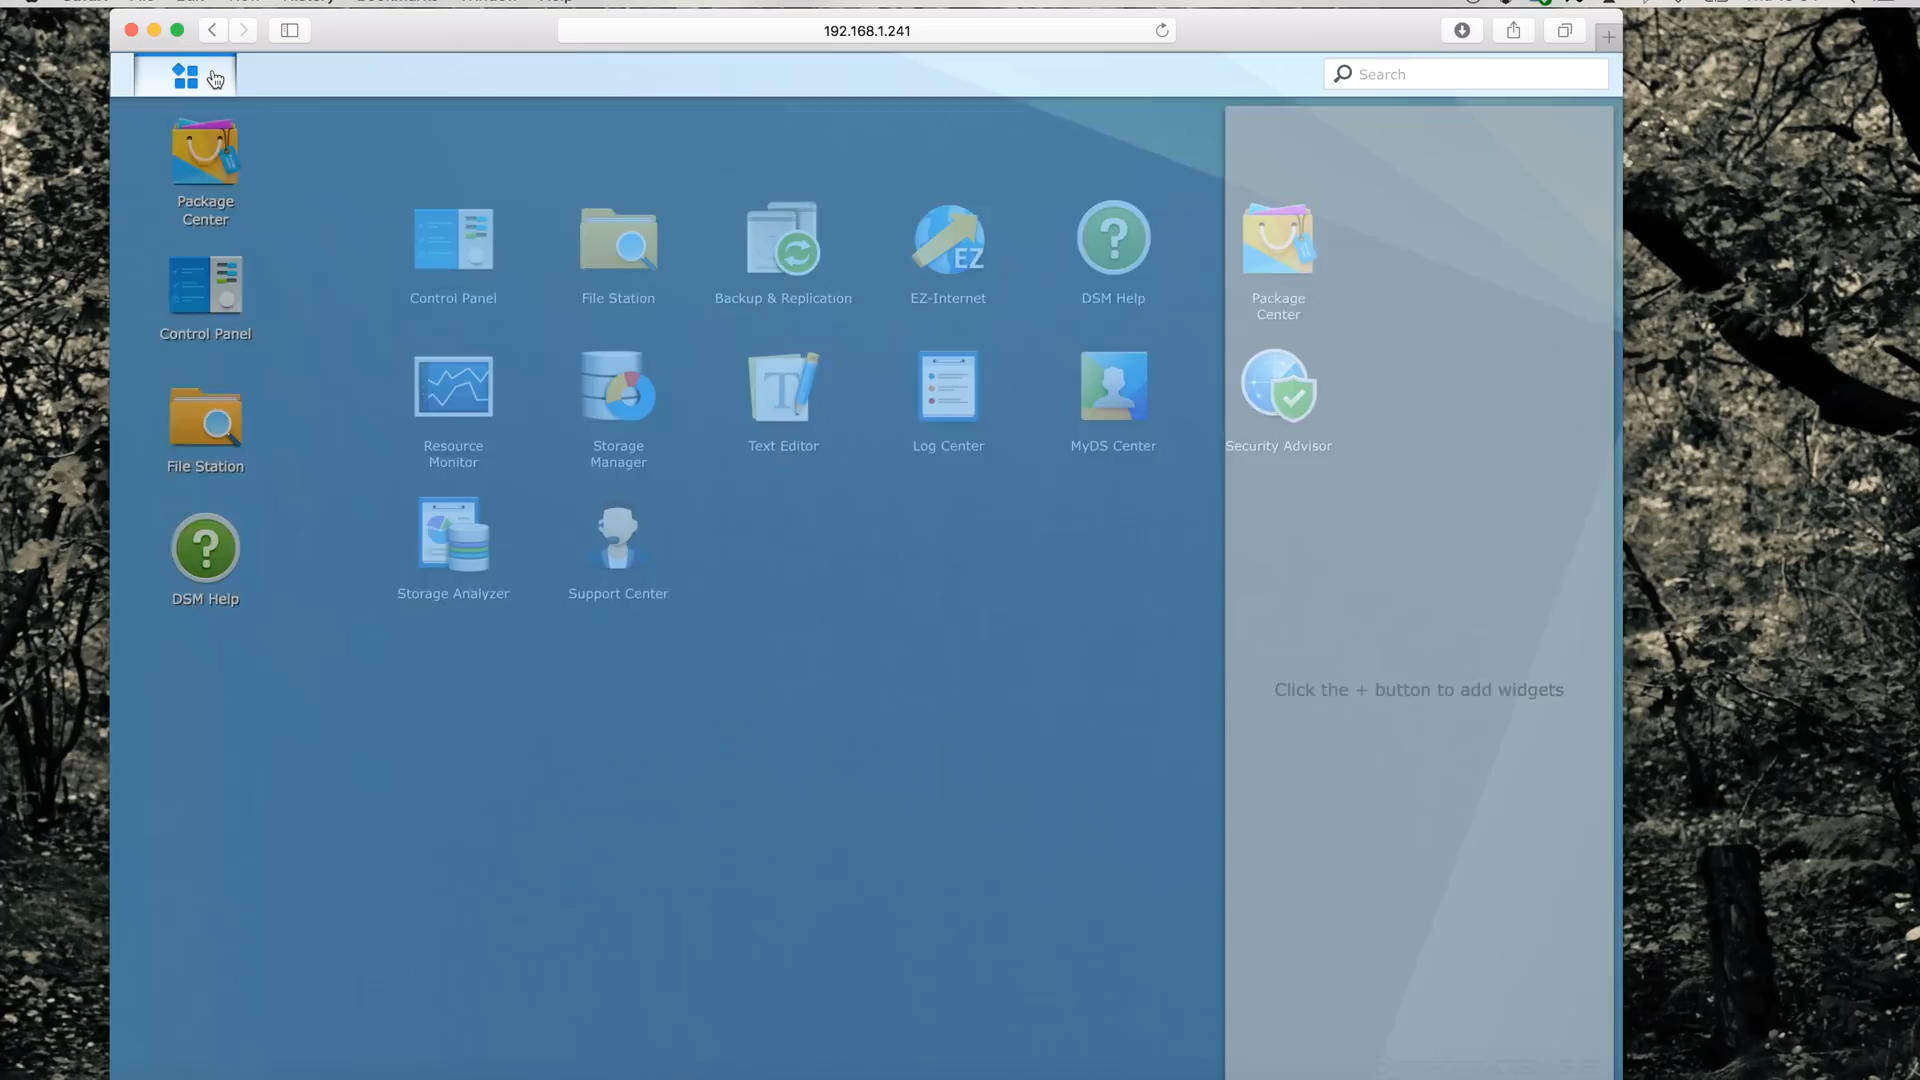 192.168.1.241
Search
Package
Center
Control Panel
File Station
DSM Help
Control Panel
File Station
Backup & Replication
EZ
EZ-Internet
DSM Help
Package
Center
Resource
Monitor
Storage
Manager
Text Editor
Log Center
MyDS Center
Security Advisor
Storage Analyzer
Support Center
Click the + button to add widgets